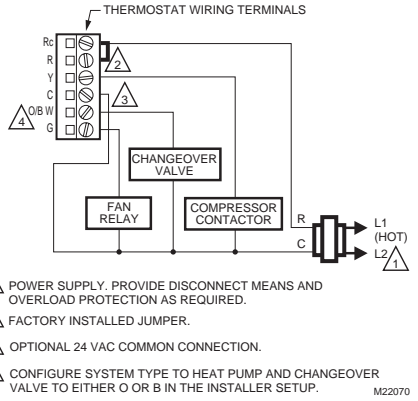 THERMOSTAT WIRING TERMINALS
Rc
R
Y
C
O/B W
G
2
3
4
CHANGEOVER
VALVE
FAN
RELAY
COMPRESSOR
CONTACTOR
R
C
L1
(HOT)
L2
1
POWER SUPPLY. PROVIDE DISCONNECT MEANS AND
OVERLOAD PROTECTION AS REQUIRED.
FACTORY INSTALLED JUMPER.
OPTIONAL 24 VAC COMMON CONNECTION.
CONFIGURE SYSTEM TYPE TO HEAT PUMP AND CHANGEOVER
VALVE TO EITHER O OR B IN THE INSTALLER SETUP.
M22070